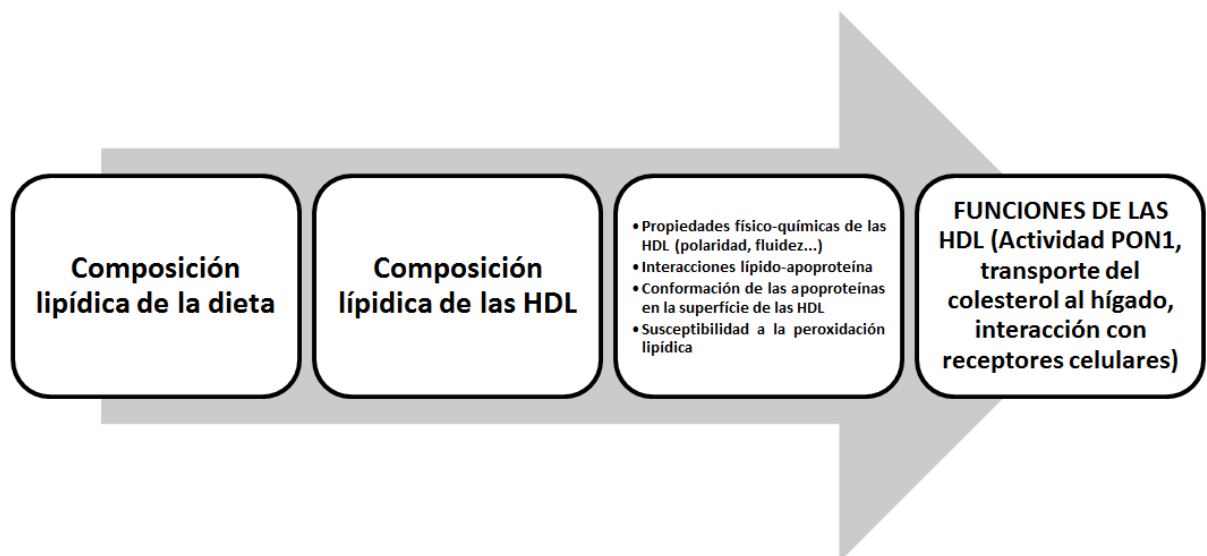 Composición
lipídica de la dieta
Composición
lípidica de las HDL
•Propiedades físico-químicas de las
HDL (polaridad, fluidez...)
•Interacciones lípido-apoproteína
•Conformación de las apoproteínas
en la superfície de las HDL
•Susceptibilidad a la peroxidación
lipídica
FUNCIONES DE LAS
HDL (Actividad PON1,
transporte del
colesterol al hígado,
interacción con
receptores celulares)